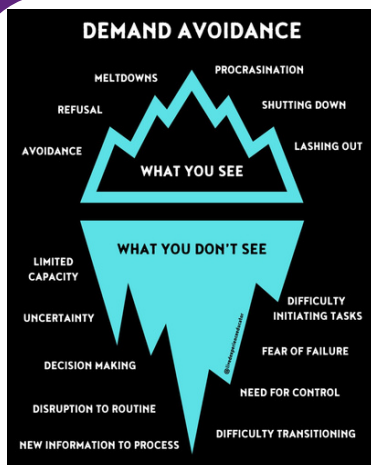 DEMAND AVOIDANCE
MELTDOWNS
PROCRASINATION
REFUSAL
SHUTTING DOWN
AVOIDANCE
LASHING OUT
WHAT YOU SEE
WHAT YOU DON'T SEE
LIMITED
CAPACITY
UNCERTAINTY
DECISION MAKING
DISRUPTION TO ROUTINE
NEW INFORMATION TO PROCESS
DIFFICULTY
INITIATING TASKS
FEAR OF FAILURE
NEED FOR CONTROL
DIFFICULTY TRANSITIONING
@livedexperienceeducator